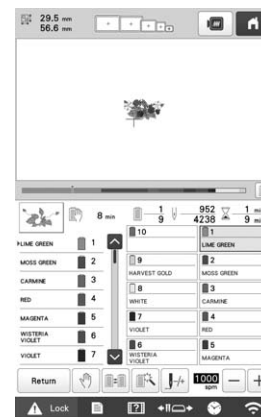 29.5 mm
56.6 mm
8 min
1
9
952
4238
1 min
9 min
LIME GREEN 1
MOSS GREEN 2
CARMINE 3
RED 4
MAGENTA 5
WISTERIA
VIOLET 6
VIOLET 7
10
1
LIME GREEN
9
HARVEST GOLD
2
MOSS GREEN
8
WHITE
3
CARMINE
7
VIOLET
4
RED
6
WISTERIA
VIOLET
5
MAGENTA
Return
1000
spm
Lock